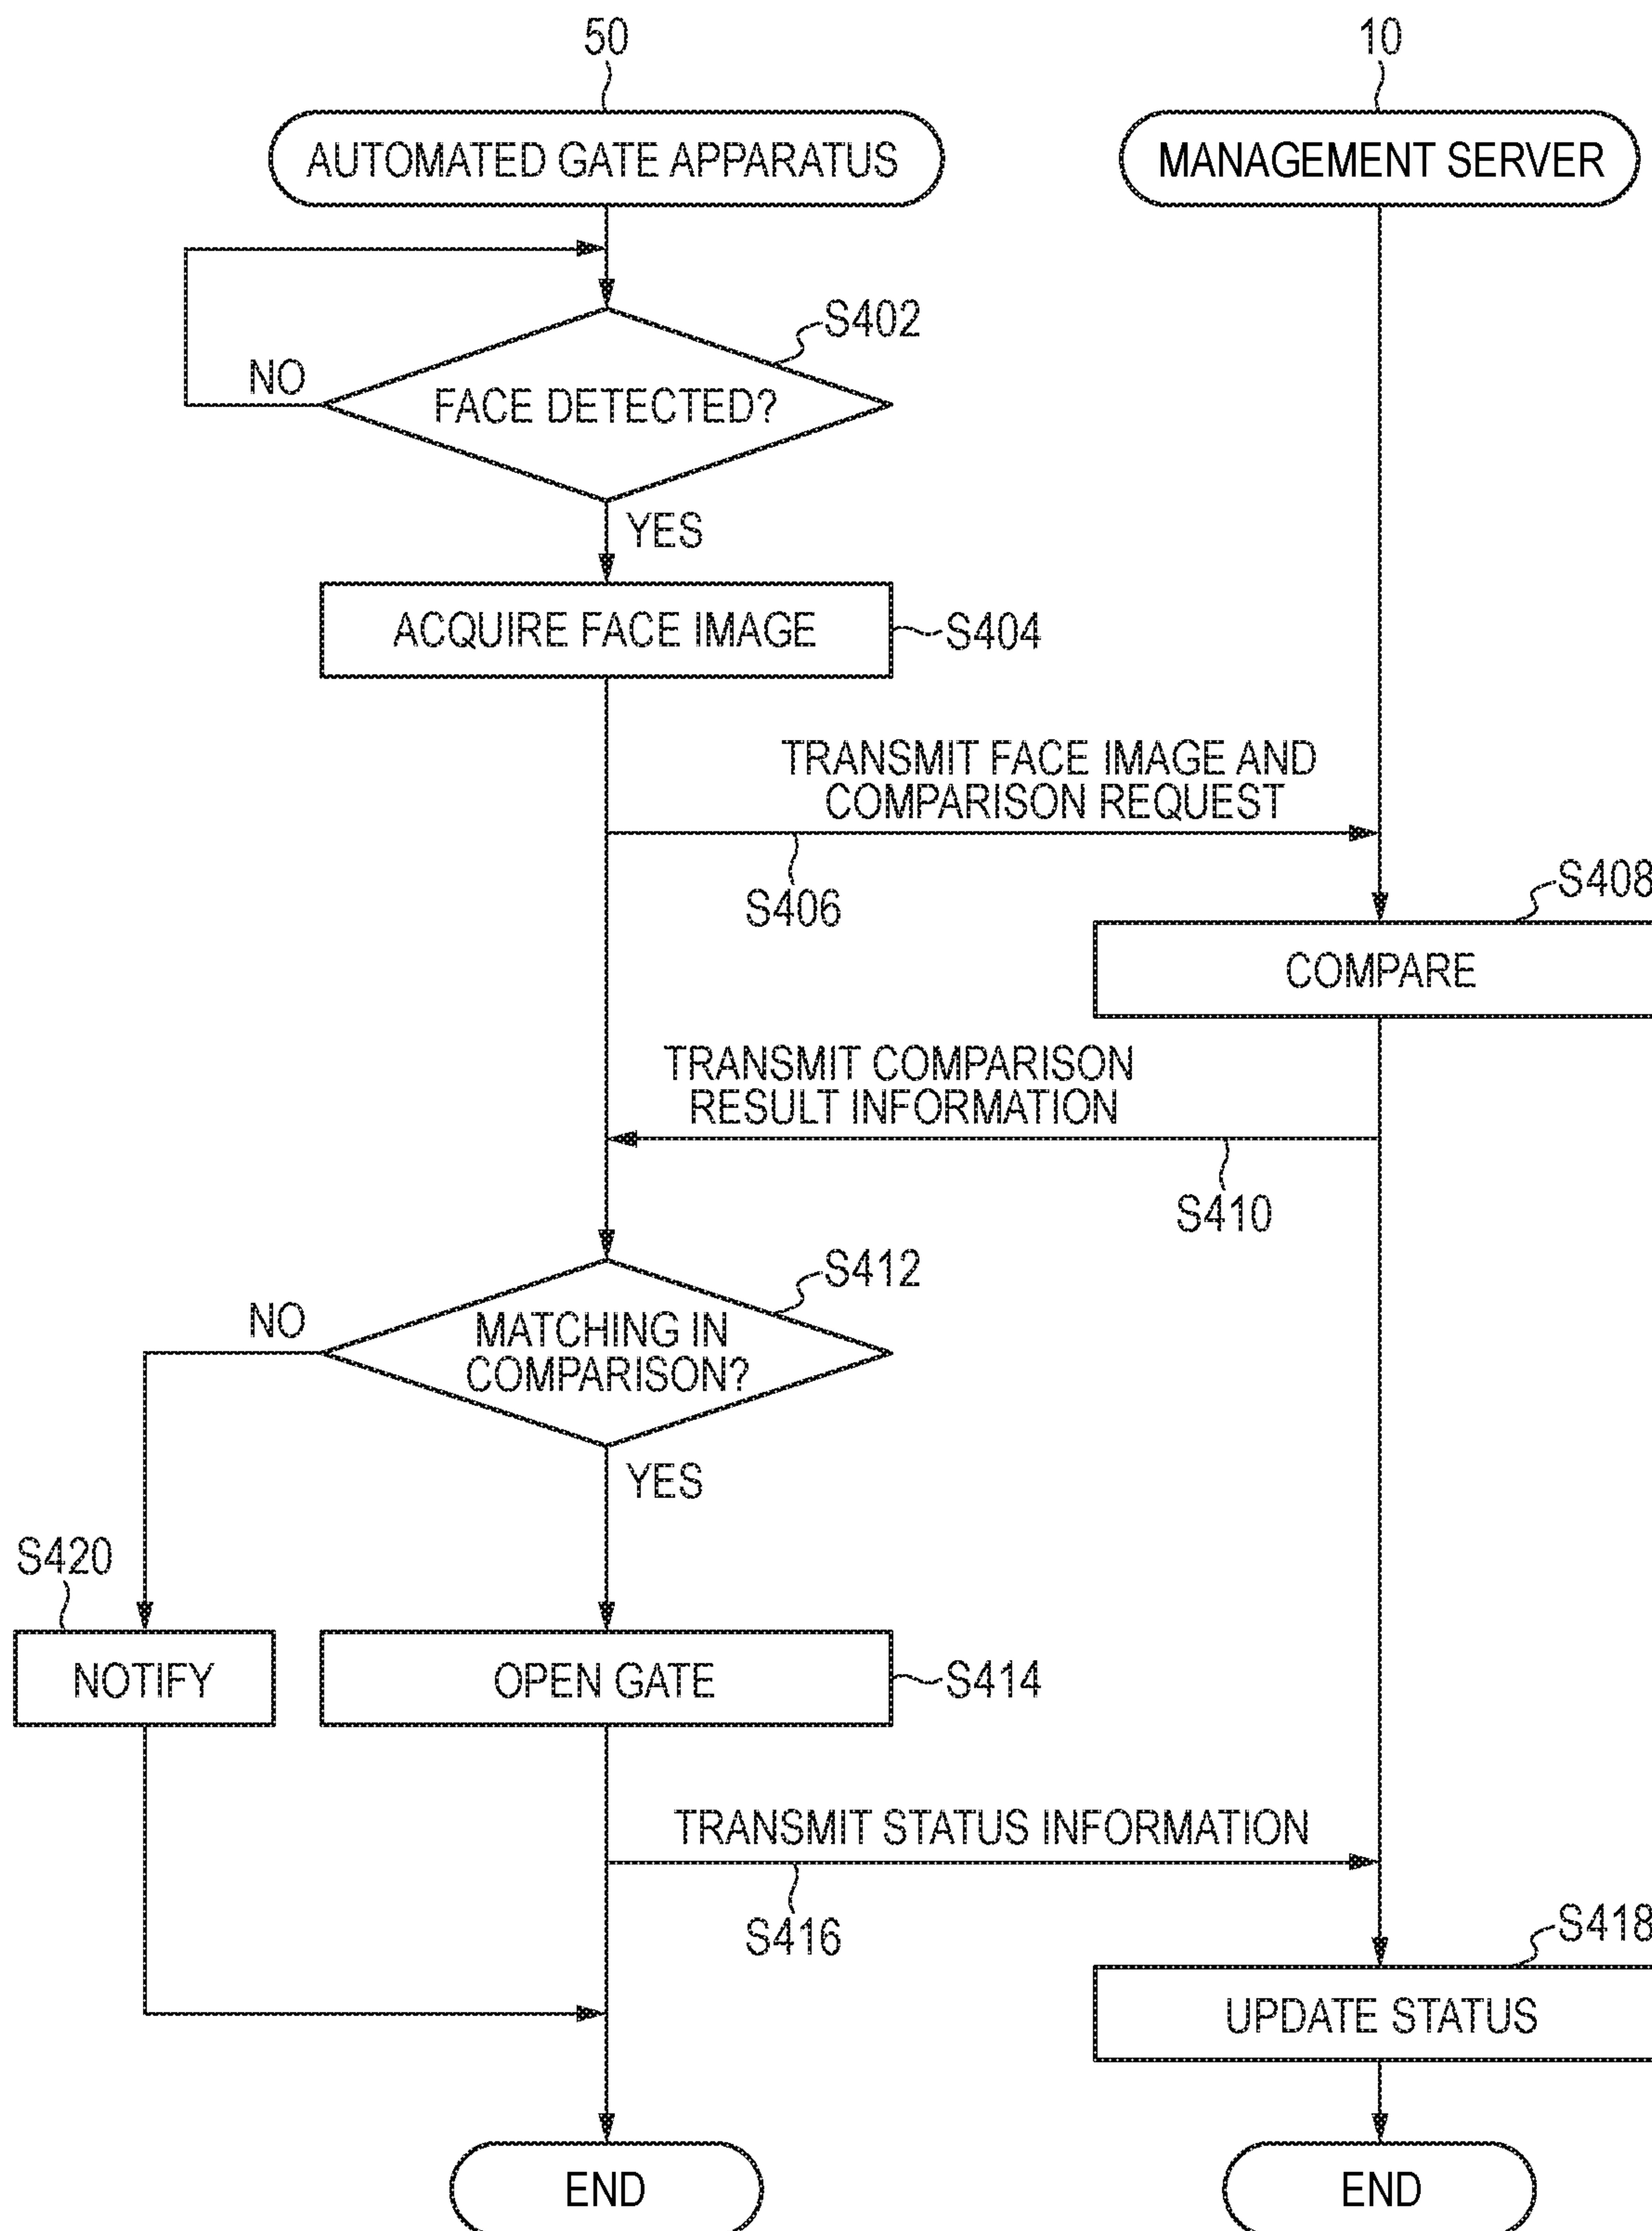 50
10
AUTOMATED GATE APPARATUS
MANAGEMENT SERVER
S402
NO
FACE DETECTED?
YES
ACQUIRE FACE IMAGE
S404
TRANSMIT FACE IMAGE AND
COMPARISON REQUEST
S406
S408
COMPARE
TRANSMIT COMPARISON
RESULT INFORMATION
S410
S412
NO
MATCHING IN
COMPARISON?
YES
S420
NOTIFY
OPEN GATE
S414
TRANSMIT STATUS INFORMATION
S416
S418
UPDATE STATUS
END
END